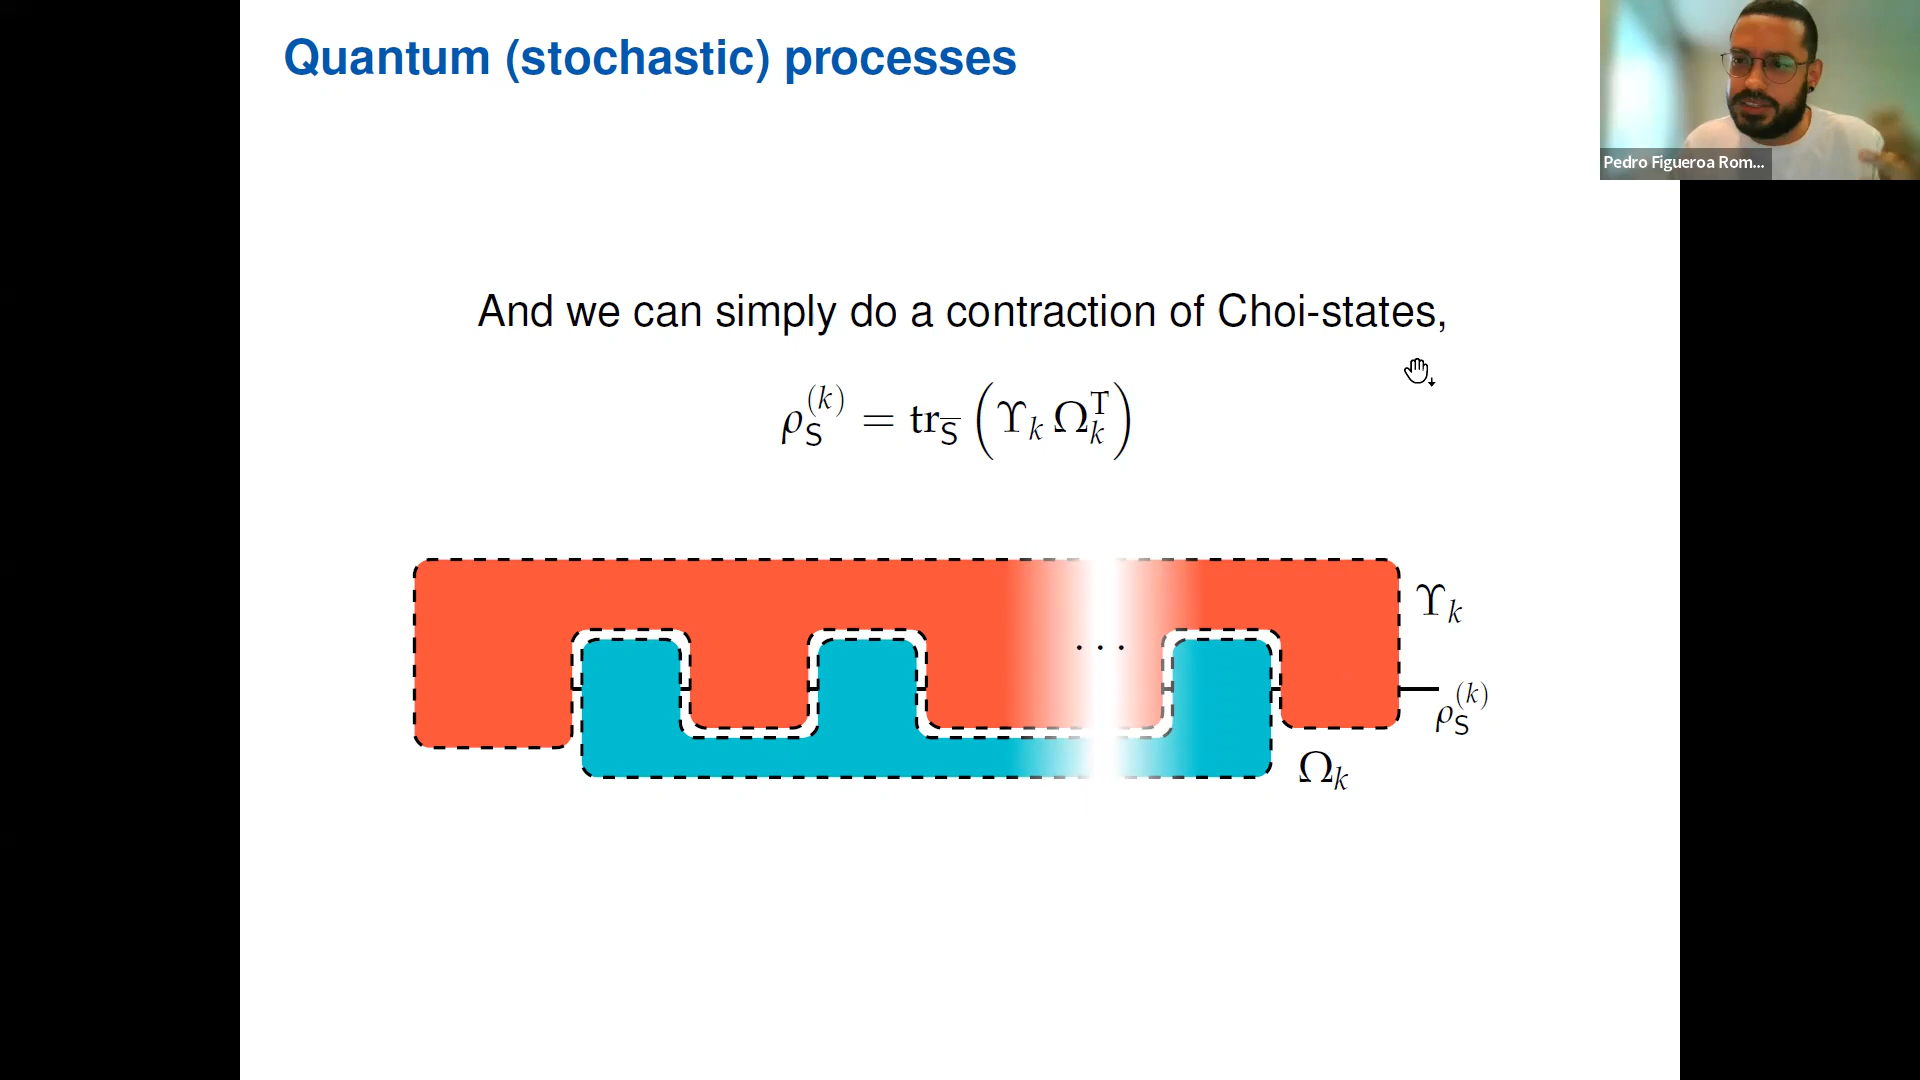 Quantum (stochastic) processes
Pedro Figueroa Rom...
And we can simply do a contraction of Choi-states,
ρ_S^(k) = tr_S̅ (Υ_k Ω_k^T)
Υ_k
. . .
ρ_S^(k)
Ω_k